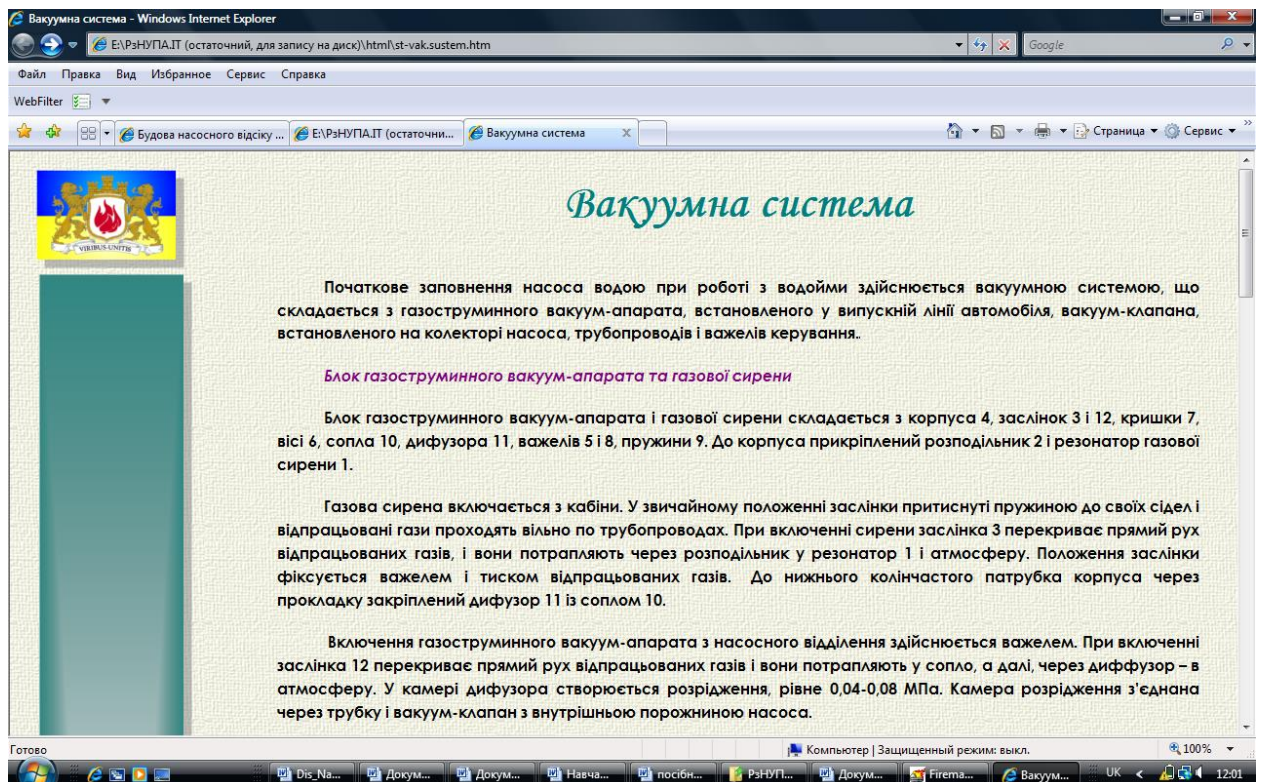 Вакуумна система - Windows Internet Explorer
E:\РзНУПА.ІТ (остаточний, для запису на диск)\html\st-vak.sustem.htm
Google
Файл Правка Вид Избранное Сервис Справка
WebFilter
Будова насосного відсіку ... E:\РзНУПА.ІТ (остаточни... Вакуумна система Страница Сервис
Вакуумна система
VIRIBUS UNITIS
Початкове заповнення насоса водою при роботі з водойми здійснюється вакуумною системою, що
складається з газоструминного вакуум-апарата, встановленого у випускній лінії автомобіля, вакуум-клапана,
встановленого на колекторі насоса, трубопроводів і важелів керування..
Блок газоструминного вакуум-апарата та газової сирени
Блок газоструминного вакуум-апарата і газової сирени складається з корпуса 4, заслінок 3 і 12, кришки 7,
вісі 6, сопла 10, дифузора 11, важелів 5 і 8, пружини 9. До корпуса прикріплений розподільник 2 і резонатор газової
сирени 1.
Газова сирена включається з кабіни. У звичайному положенні заслінки притиснуті пружиною до своїх сідел і
відпрацьовані гази проходять вільно по трубопроводах. При включенні сирени заслінка 3 перекриває прямий рух
відпрацьованих газів, і вони потрапляють через розподільник у резонатор 1 і атмосферу. Положення заслінки
фіксується важелем і тиском відпрацьованих газів. До нижнього колінчастого патрубка корпуса через
прокладку закріплений дифузор 11 із соплом 10.
Включення газоструминного вакуум-апарата з насосного відділення здійснюється важелем. При включенні
заслінка 12 перекриває прямий рух відпрацьованих газів і вони потрапляють у сопло, а далі, через диффузор – в
атмосферу. У камері дифузора створюється розрідження, рівне 0,04-0,08 МПа. Камера розрідження з'єднана
через трубку і вакуум-клапан з внутрішньою порожниною насоса.
Готово Компьютер | Защищенный режим: выкл. 100%
Dis_Na... Докум... Докум... Навча... посібн... РзНУП... Докум... Firema... Вакуум... UK 12:01